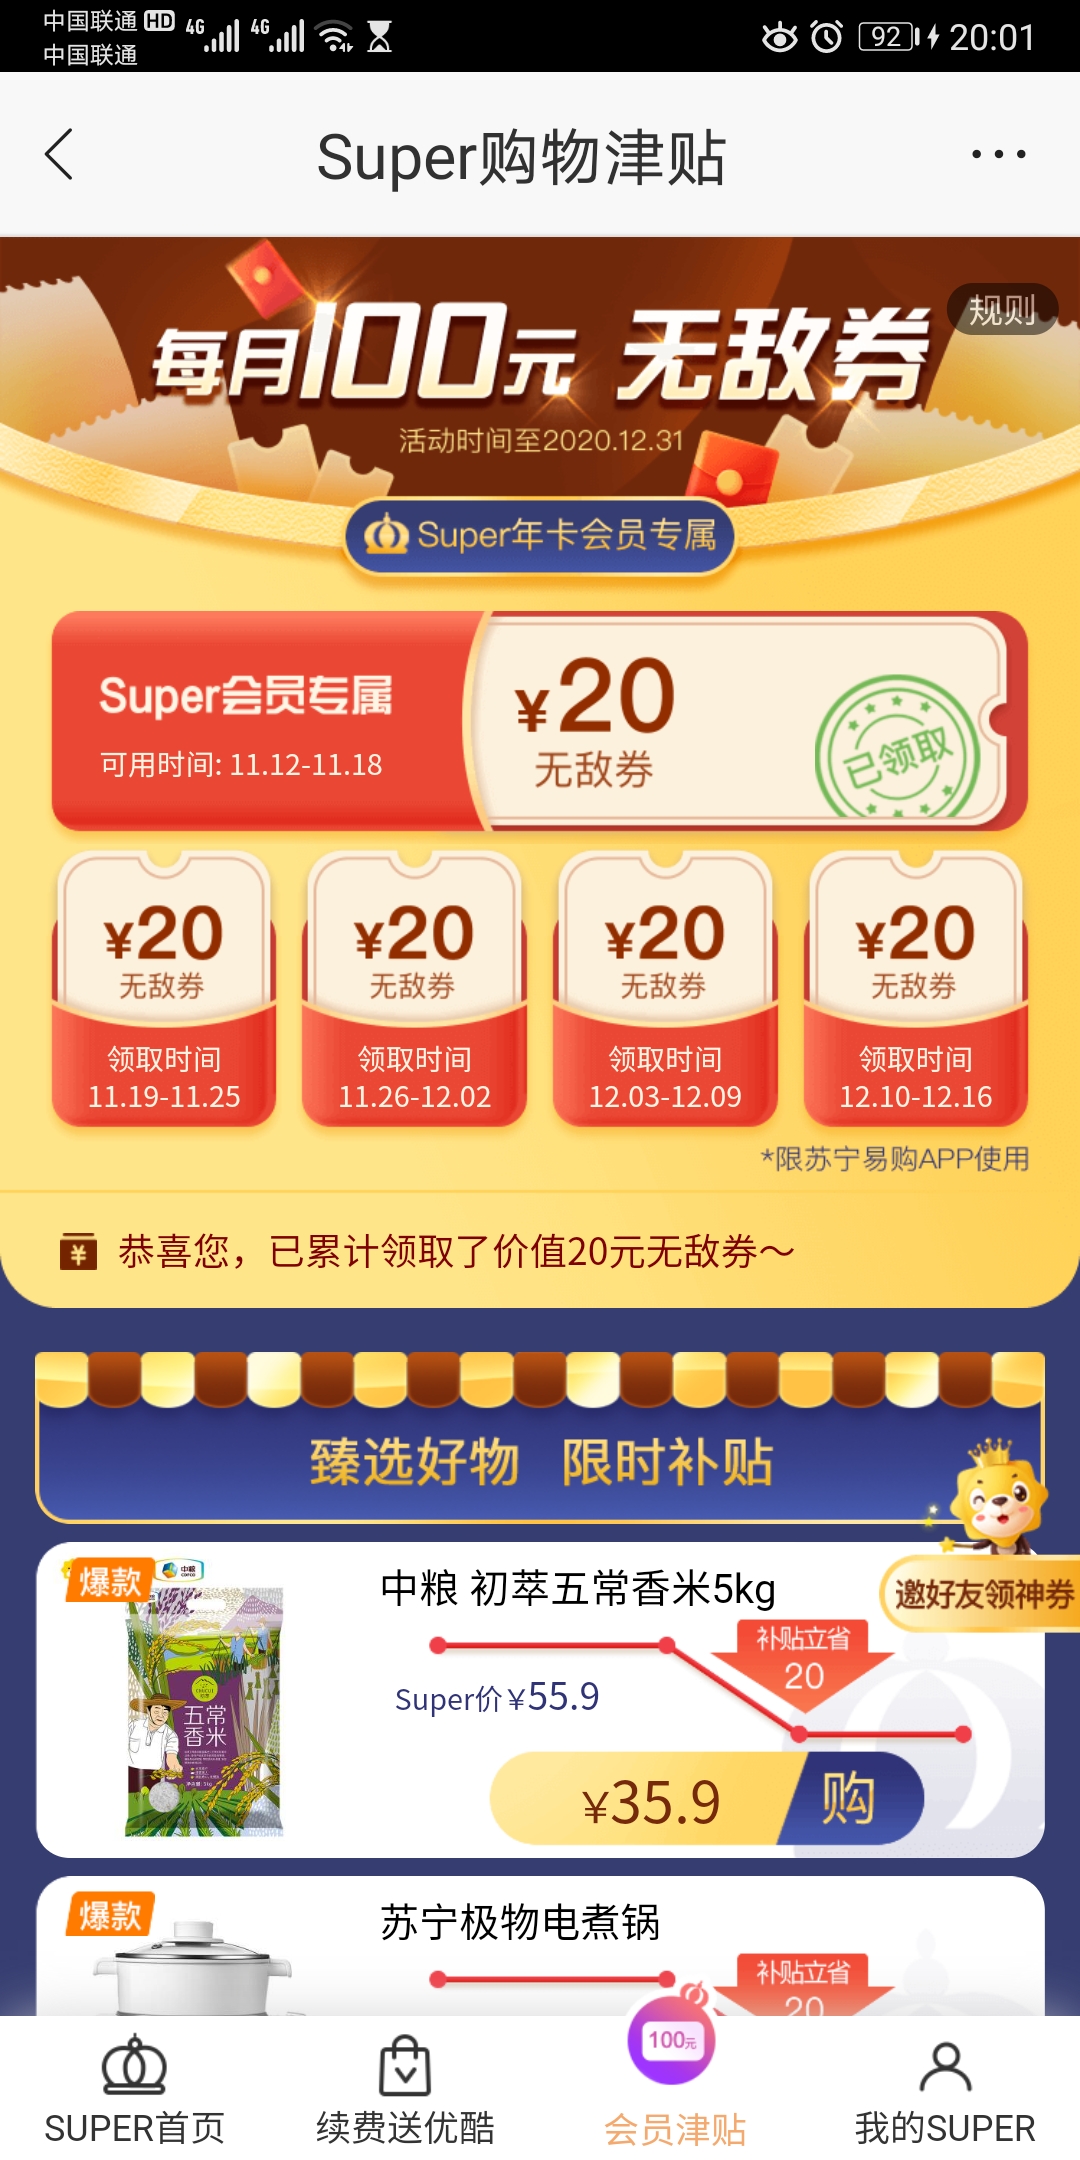 中国联通 HD 4G 4G 92 20:01
中国联通
Super购物津贴
每月100元 无敌券
规则
活动时间至2020.12.31
Super年卡会员专属
Super会员专属
可用时间: 11.12-11.18
¥20
无敌券
已领取
¥20 ¥20 ¥20 ¥20
无敌券 无敌券 无敌券 无敌券
领取时间 领取时间 领取时间 领取时间
11.19-11.25 11.26-12.02 12.03-12.09 12.10-12.16
*限苏宁易购APP使用
恭喜您，已累计领取了价值20元无敌券～
臻选好物 限时补贴
爆款
中粮
五常
香米
中粮 初萃五常香米5kg
邀好友领神券
补贴立省
20
Super价¥55.9
¥35.9
购
爆款
苏宁极物电煮锅
补贴立省
20
100元
SUPER首页
续费送优酷
会员津贴
我的SUPER